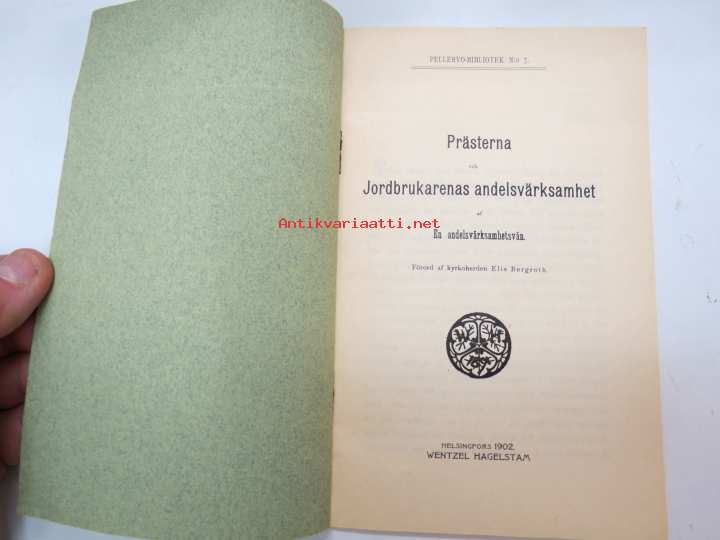 PELLERVO-BIBLIOTEK N:o 7.
Prästerna
och
Jordbrukarenas andelsvärksamhet
af
Antikvariaatti.net
En andelsvärksamhetsvän.
Förord af kyrkoherden Elis Bergroth.
HELSINGFORS 1902.
WENTZEL HAGELSTAM